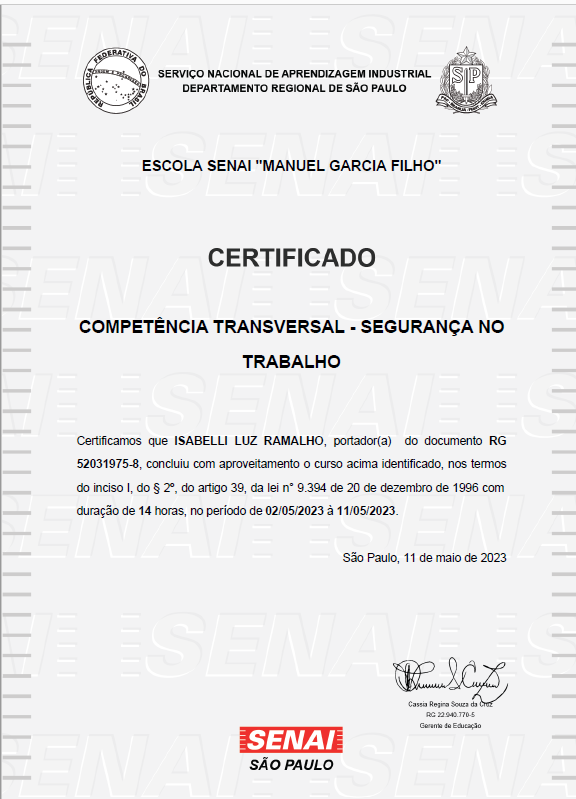 REPÚBLICA FEDERATIVA DO BRASIL
ORDEM E PROGRESSO
SERVIÇO NACIONAL DE APRENDIZAGEM INDUSTRIAL
DEPARTAMENTO REGIONAL DE SÃO PAULO
SP
ESCOLA SENAI "MANUEL GARCIA FILHO"
CERTIFICADO
COMPETÊNCIA TRANSVERSAL - SEGURANÇA NO
TRABALHO
Certificamos que ISABELLI LUZ RAMALHO, portador(a) do documento RG
52031975-8, concluiu com aproveitamento o curso acima identificado, nos termos
do inciso I, do § 2º, do artigo 39, da lei n° 9.394 de 20 de dezembro de 1996 com
duração de 14 horas, no período de 02/05/2023 à 11/05/2023.
São Paulo, 11 de maio de 2023
Cassia Regina Souza da Cruz
RG 22.940.770-5
Gerente de Educação
SENAI
SÃO PAULO